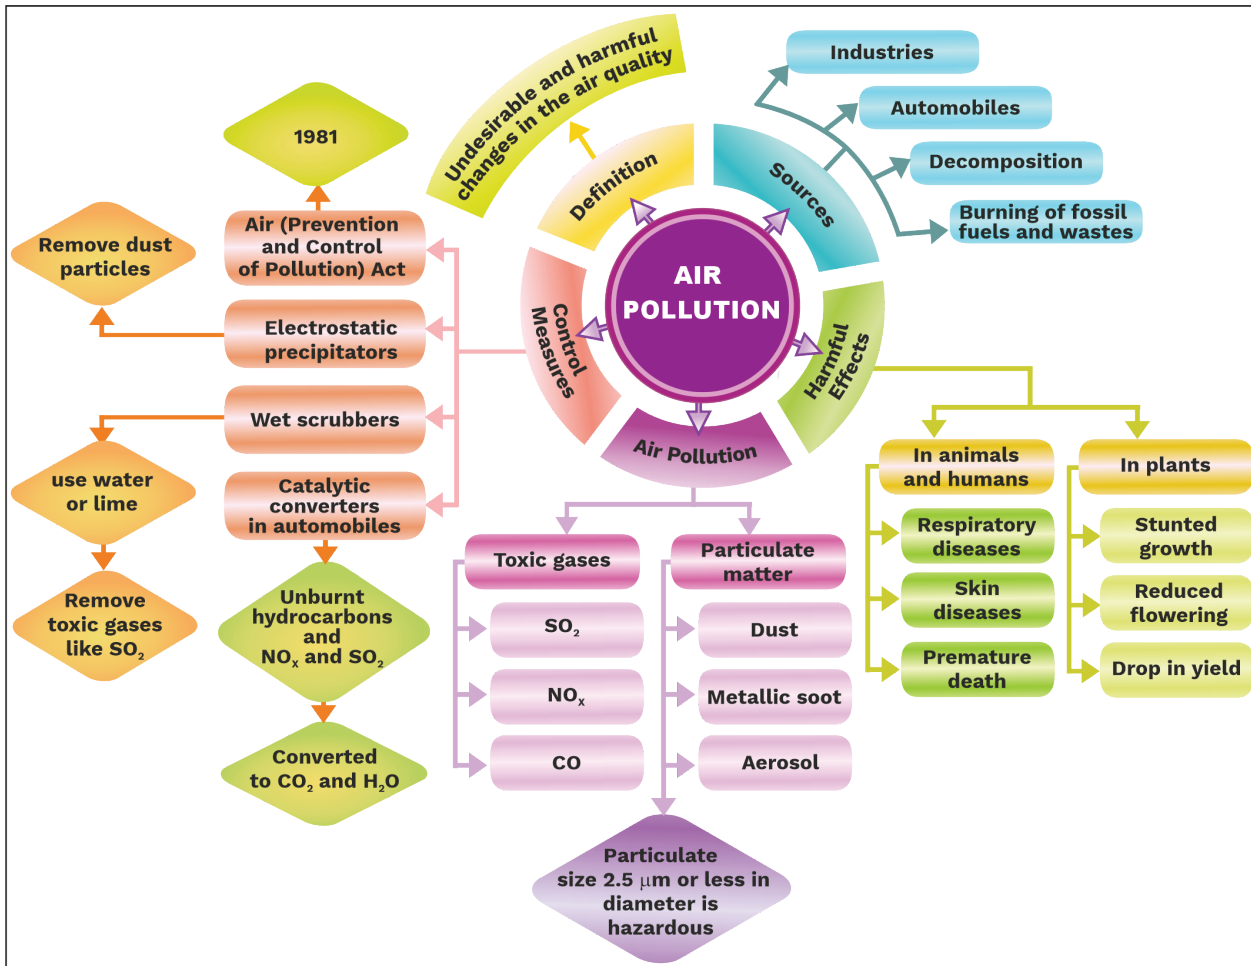 AIR
POLLUTION
Definition
Undesirable and harmful
changes in the air quality
Sources
Industries
Automobiles
Decomposition
Burning of fossil
fuels and wastes
Harmful
Effects
In animals
and humans
Respiratory
diseases
Skin
diseases
Premature
death
In plants
Stunted
growth
Reduced
flowering
Drop in yield
Air Pollution
Toxic gases
SO₂
NOₓ
CO
Particulate
matter
Dust
Metallic soot
Aerosol
Particulate
size 2.5 μm or less in
diameter is
hazardous
Control
Measures
Air (Prevention
and Control
of Pollution) Act
1981
Electrostatic
precipitators
Remove dust
particles
Wet scrubbers
use water
or lime
Remove
toxic gases
like SO₂
Catalytic
converters
in automobiles
Unburnt
hydrocarbons
and
NOₓ and SO₂
Converted
to CO₂ and H₂O